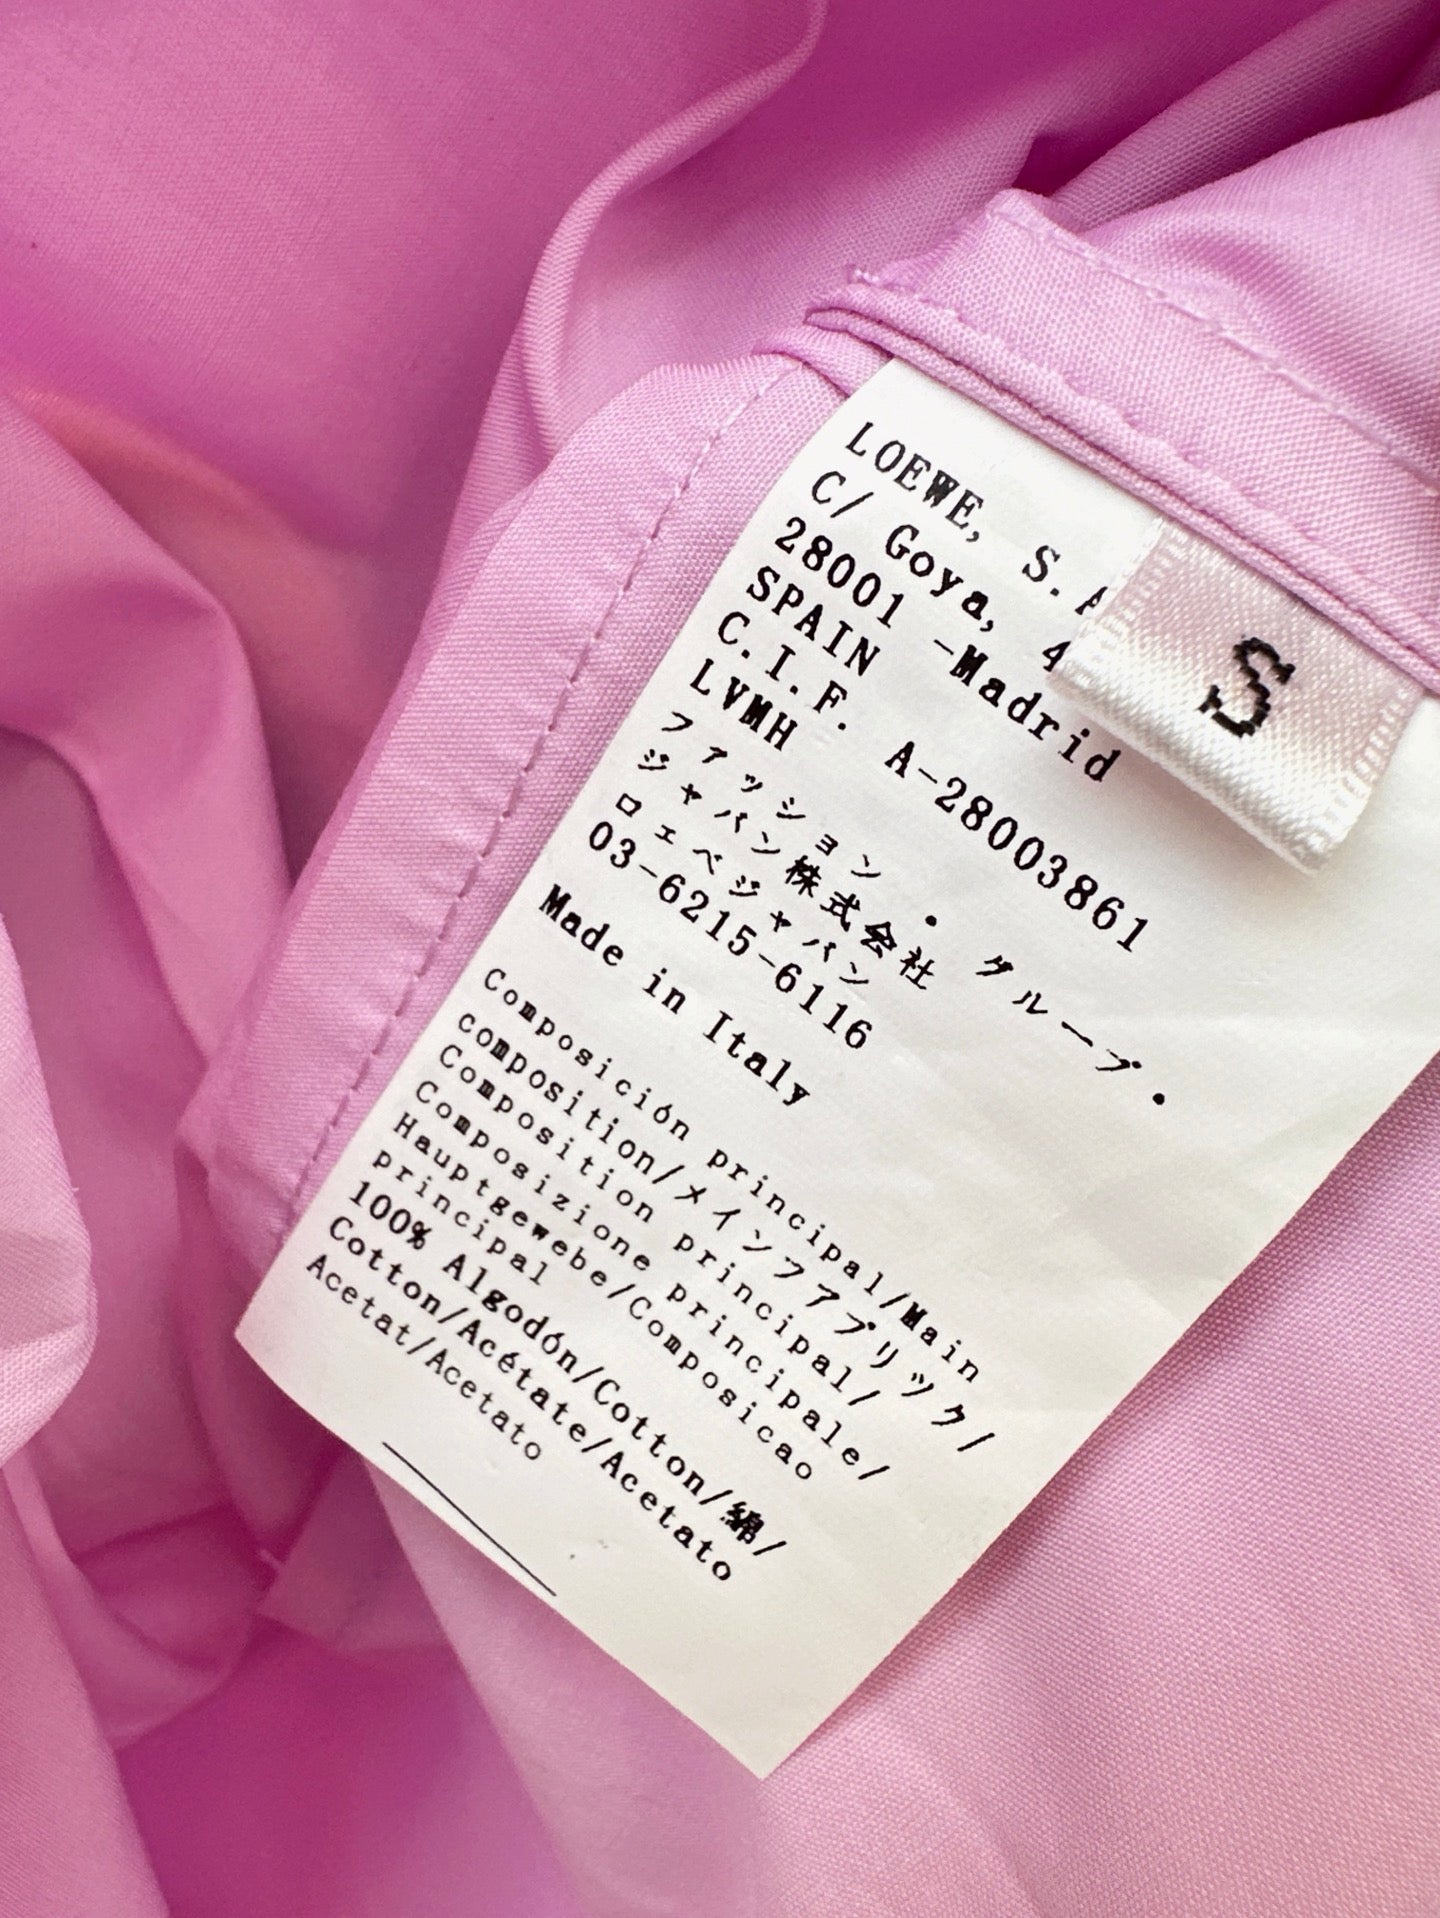 LOEWE, S.A
C/ Goya, 4
28001 -Madrid
SPAIN
C.I.F. A-28003861
LVMH
ファッション・グループ・
ジャパン株式会社
ロエベジャパン
03-6215-6116
Made in Italy
Composición principal/Main
composition/メインファブリック/
Composition principal/
Composizione principale/
Hauptgewebe/Composicao
principal
100% Algodón/Cotton/綿/
Cotton/Acétate/Acetato
Acetat/Acetato
S